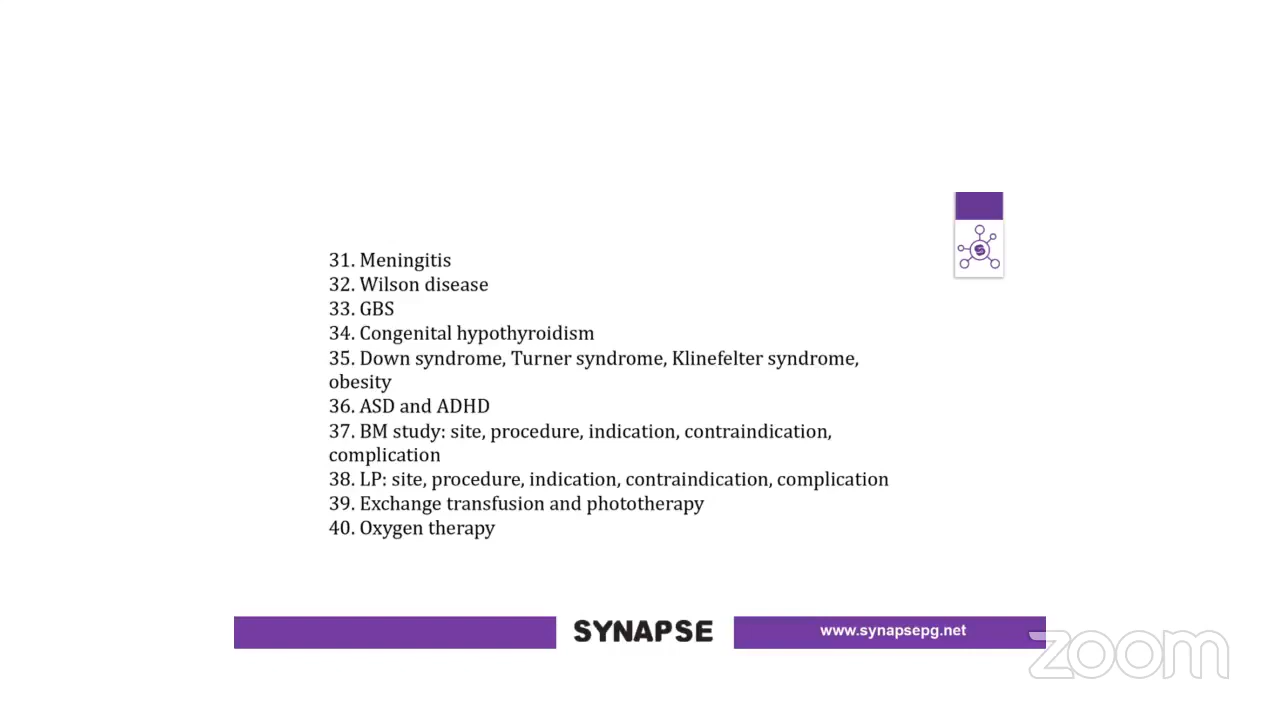 31. Meningitis
32. Wilson disease
33. GBS
34. Congenital hypothyroidism
35. Down syndrome, Turner syndrome, Klinefelter syndrome,
obesity
36. ASD and ADHD
37. BM study: site, procedure, indication, contraindication,
complication
38. LP: site, procedure, indication, contraindication, complication
39. Exchange transfusion and phototherapy
40. Oxygen therapy
SYNAPSE
www.synapsepg.net
zoom